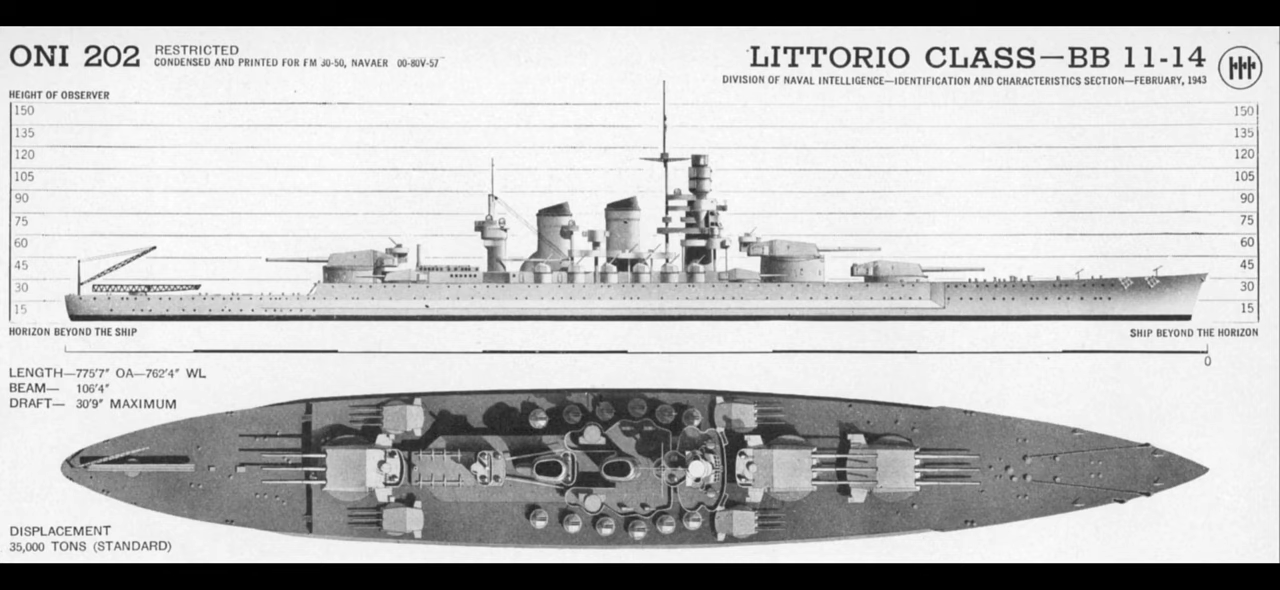 ONI 202
RESTRICTED
CONDENSED AND PRINTED FOR FM 30-50, NAVAER 00-80V-57
LITTORIO CLASS—BB 11-14
DIVISION OF NAVAL INTELLIGENCE—IDENTIFICATION AND CHARACTERISTICS SECTION—FEBRUARY, 1943
HEIGHT OF OBSERVER
150 150
135 135
120 120
105 105
90 90
75 75
60 60
45 45
30 30
15 15
HORIZON BEYOND THE SHIP
SHIP BEYOND THE HORIZON
0
LENGTH—775'7" OA—762'4" WL
BEAM— 106'4"
DRAFT— 30'9" MAXIMUM
DISPLACEMENT
35,000 TONS (STANDARD)